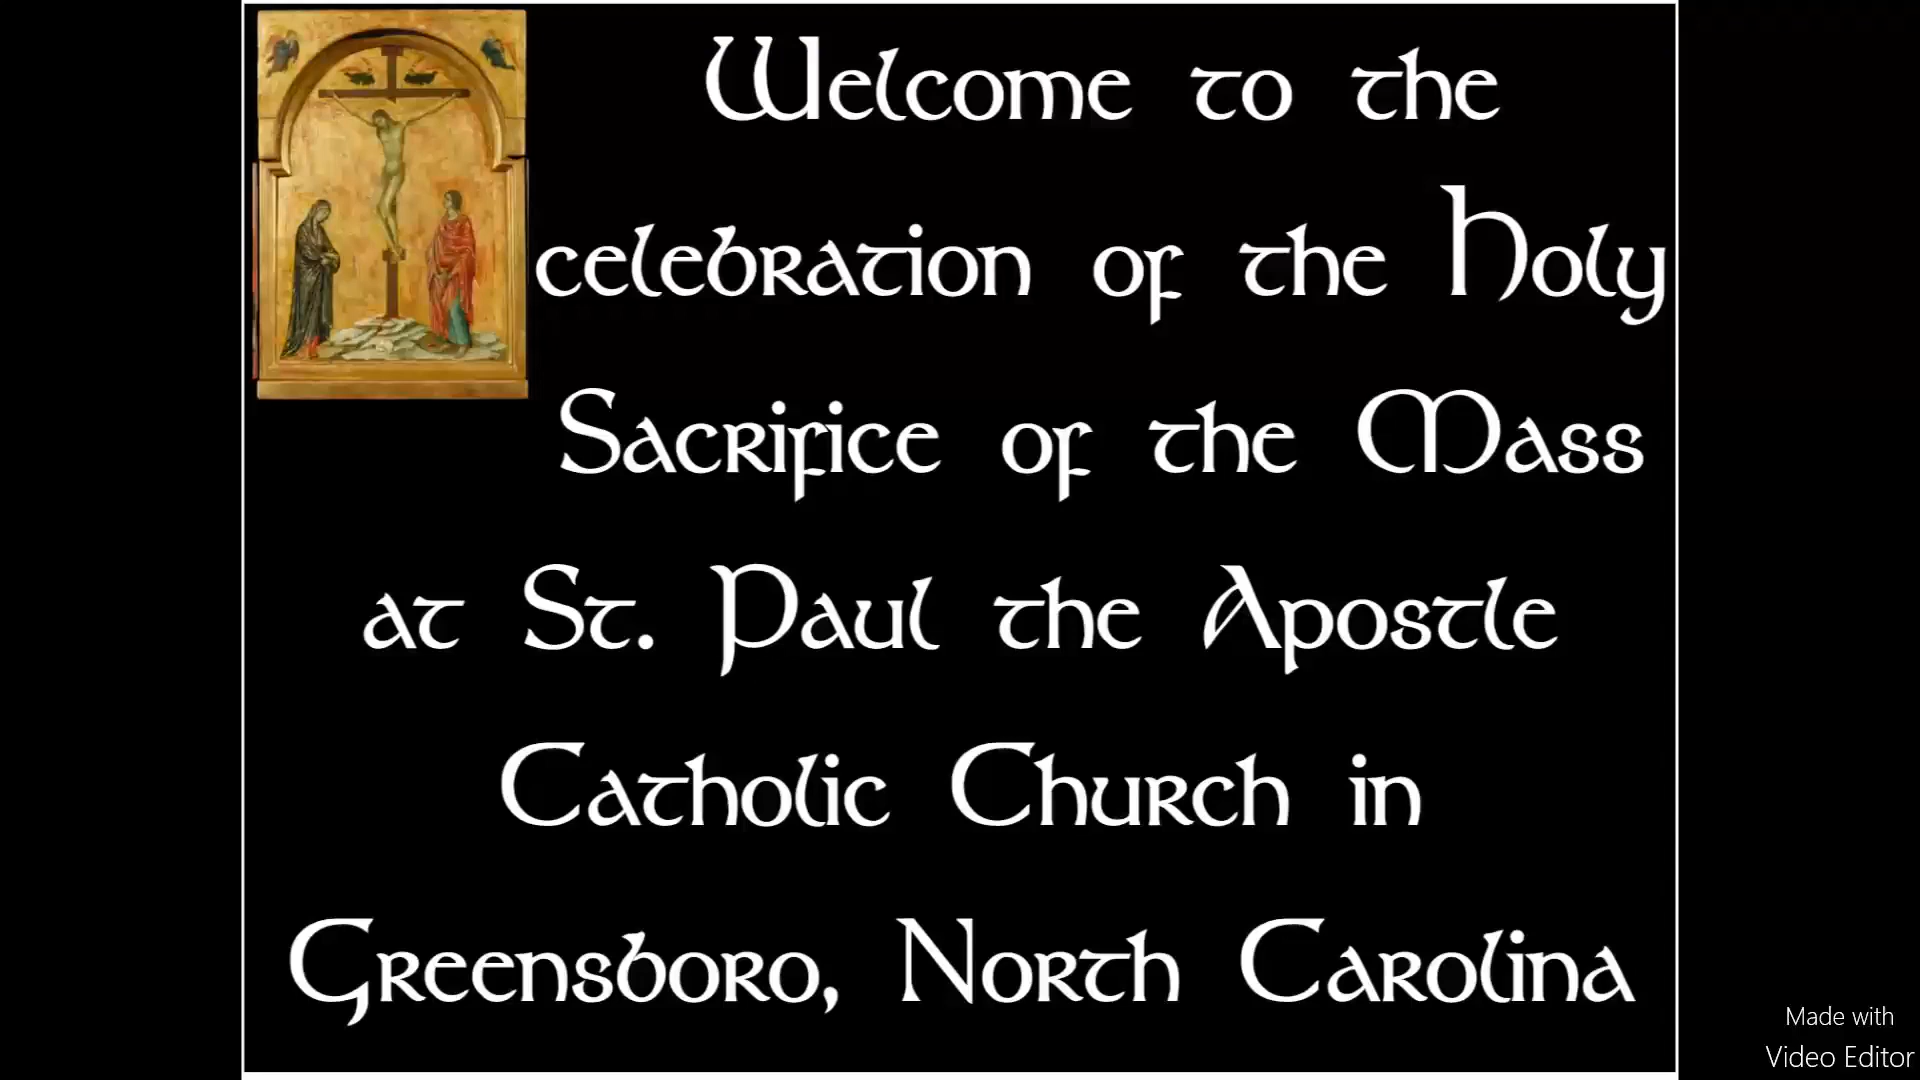 Welcome to the
celebration of the Holy
Sacrifice of the Mass
at St. Paul the Apostle
Catholic Church in
Greensboro, North Carolina
Made with
Video Editor